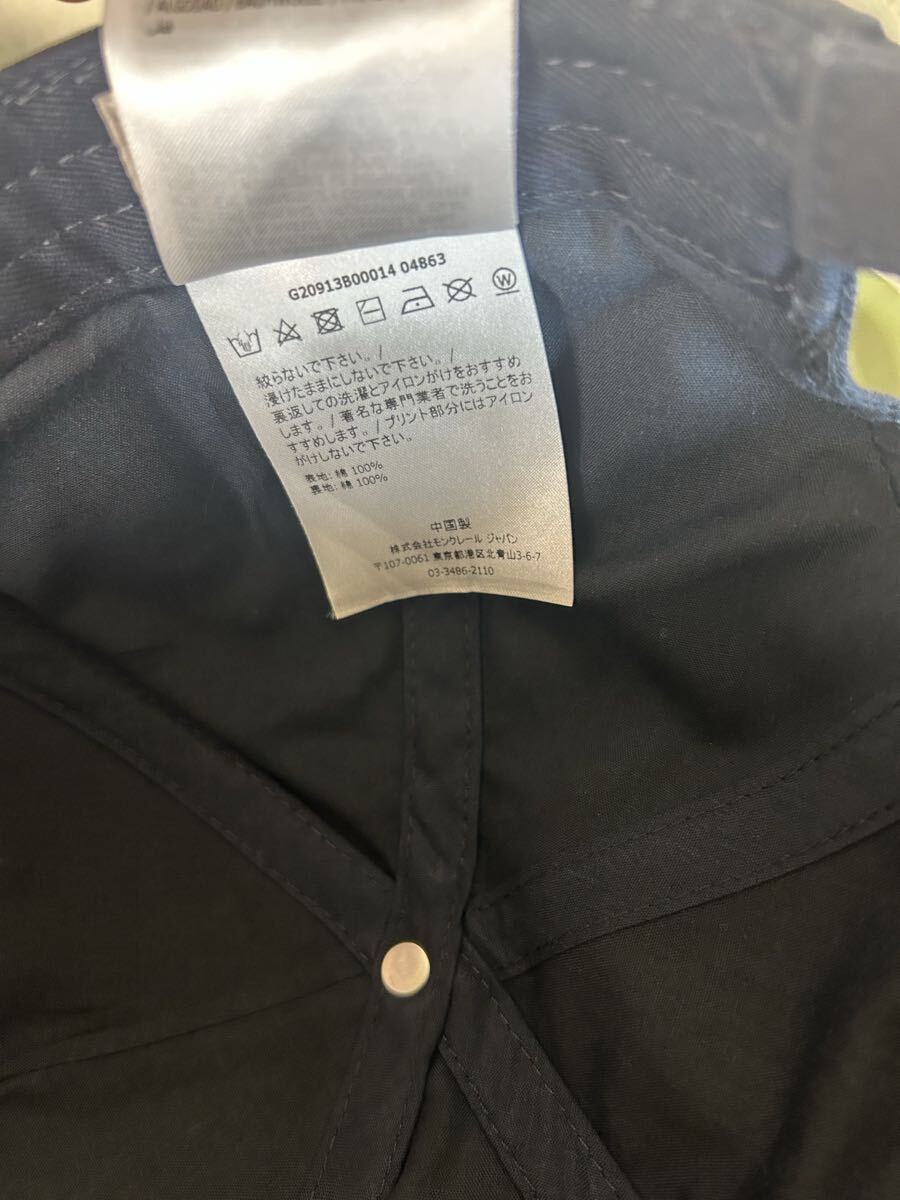 G20913B00014 04863
W
絞らないで下さい。/
浸けたままにしないで下さい。/
裏返しての洗濯とアイロンがけをおすすめ
します。/ 著名な専門業者で洗うことをお
すすめします。/ プリント部分にはアイロン
がけしないで下さい。
表地: 綿 100%
裏地: 綿 100%
中国製
株式会社モンクレール ジャパン
〒107-0061 東京都港区北青山3-6-7
03-3486-2110